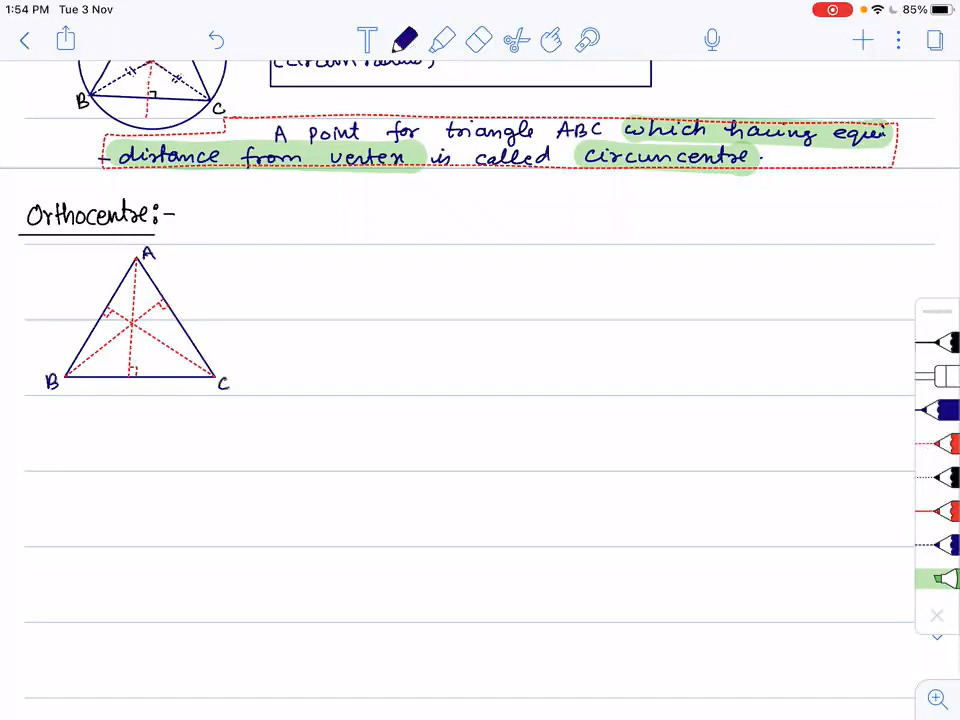 1:54 PM Tue 3 Nov 85%
T
B C
A point for triangle ABC which having equi
- distance from vertex is called circumcentre.
Orthocentre:-
A
B C